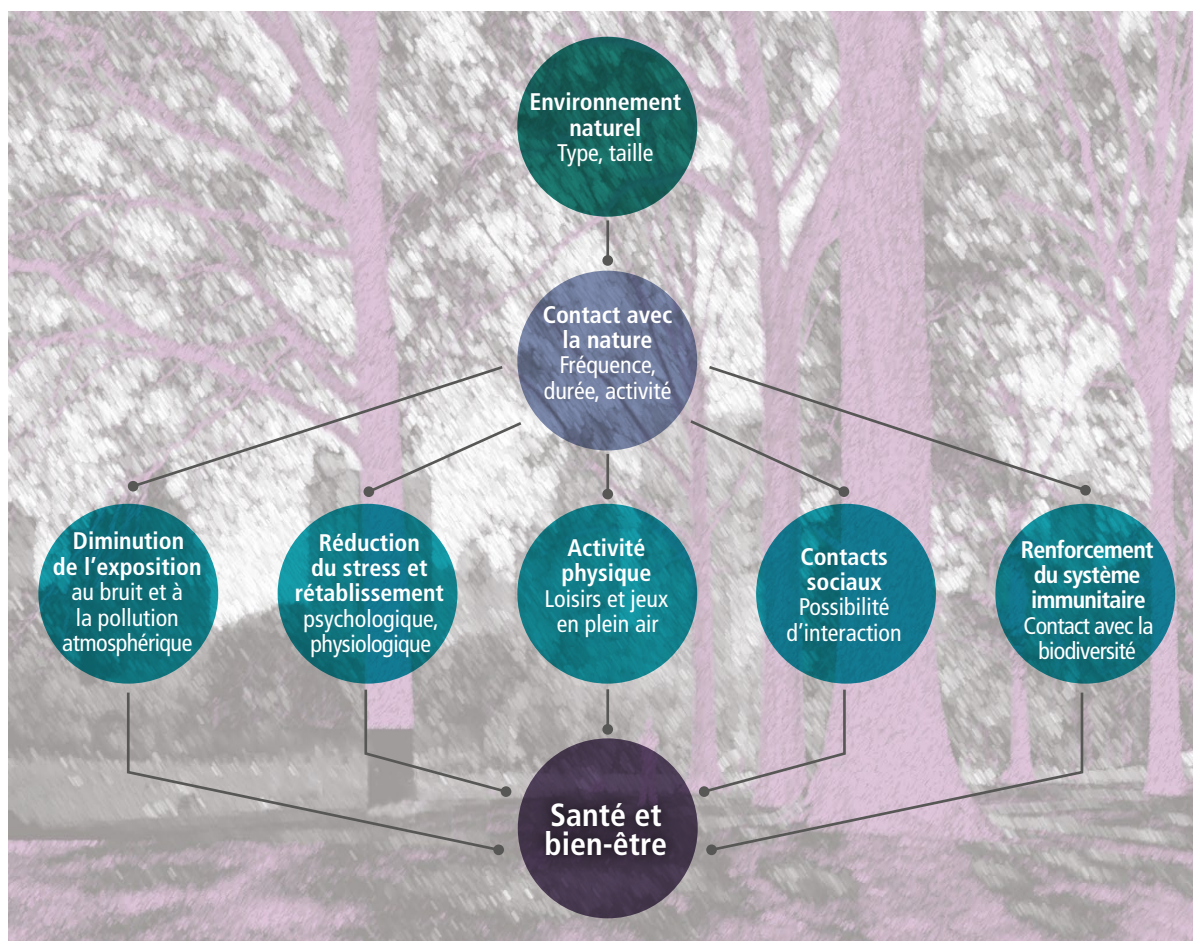 Environnement
naturel
Type, taille
Contact avec
la nature
Fréquence,
durée, activité
Diminution
de l’exposition
au bruit et à
la pollution
atmosphérique
Réduction
du stress et
rétablissement
psychologique,
physiologique
Activité
physique
Loisirs et jeux
en plein air
Contacts
sociaux
Possibilité
d’interaction
Renforcement
du système
immunitaire
Contact avec la
biodiversité
Santé et
bien-être